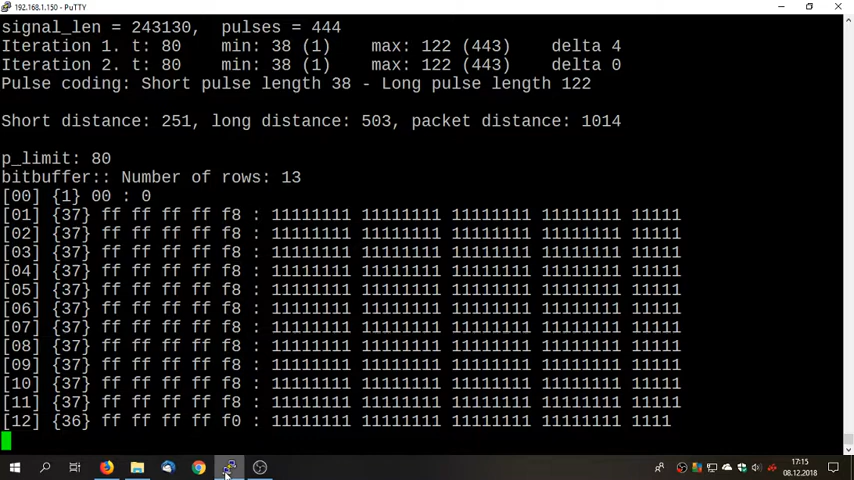 192.168.1.150 - PuTTY
signal_len = 243130,  pulses = 444
Iteration 1. t: 80    min: 38 (1)    max: 122 (443)    delta 4
Iteration 2. t: 80    min: 38 (1)    max: 122 (443)    delta 0
Pulse coding: Short pulse length 38 - Long pulse length 122
Short distance: 251, long distance: 503, packet distance: 1014
p_limit: 80
bitbuffer:: Number of rows: 13
[00] {1} 00 : 0
[01] {37} ff ff ff ff f8 : 11111111 11111111 11111111 11111111 11111
[02] {37} ff ff ff ff f8 : 11111111 11111111 11111111 11111111 11111
[03] {37} ff ff ff ff f8 : 11111111 11111111 11111111 11111111 11111
[04] {37} ff ff ff ff f8 : 11111111 11111111 11111111 11111111 11111
[05] {37} ff ff ff ff f8 : 11111111 11111111 11111111 11111111 11111
[06] {37} ff ff ff ff f8 : 11111111 11111111 11111111 11111111 11111
[07] {37} ff ff ff ff f8 : 11111111 11111111 11111111 11111111 11111
[08] {37} ff ff ff ff f8 : 11111111 11111111 11111111 11111111 11111
[09] {37} ff ff ff ff f8 : 11111111 11111111 11111111 11111111 11111
[10] {37} ff ff ff ff f8 : 11111111 11111111 11111111 11111111 11111
[11] {37} ff ff ff ff f8 : 11111111 11111111 11111111 11111111 11111
[12] {36} ff ff ff ff f0 : 11111111 11111111 11111111 11111111 1111
17:15
08.12.2018